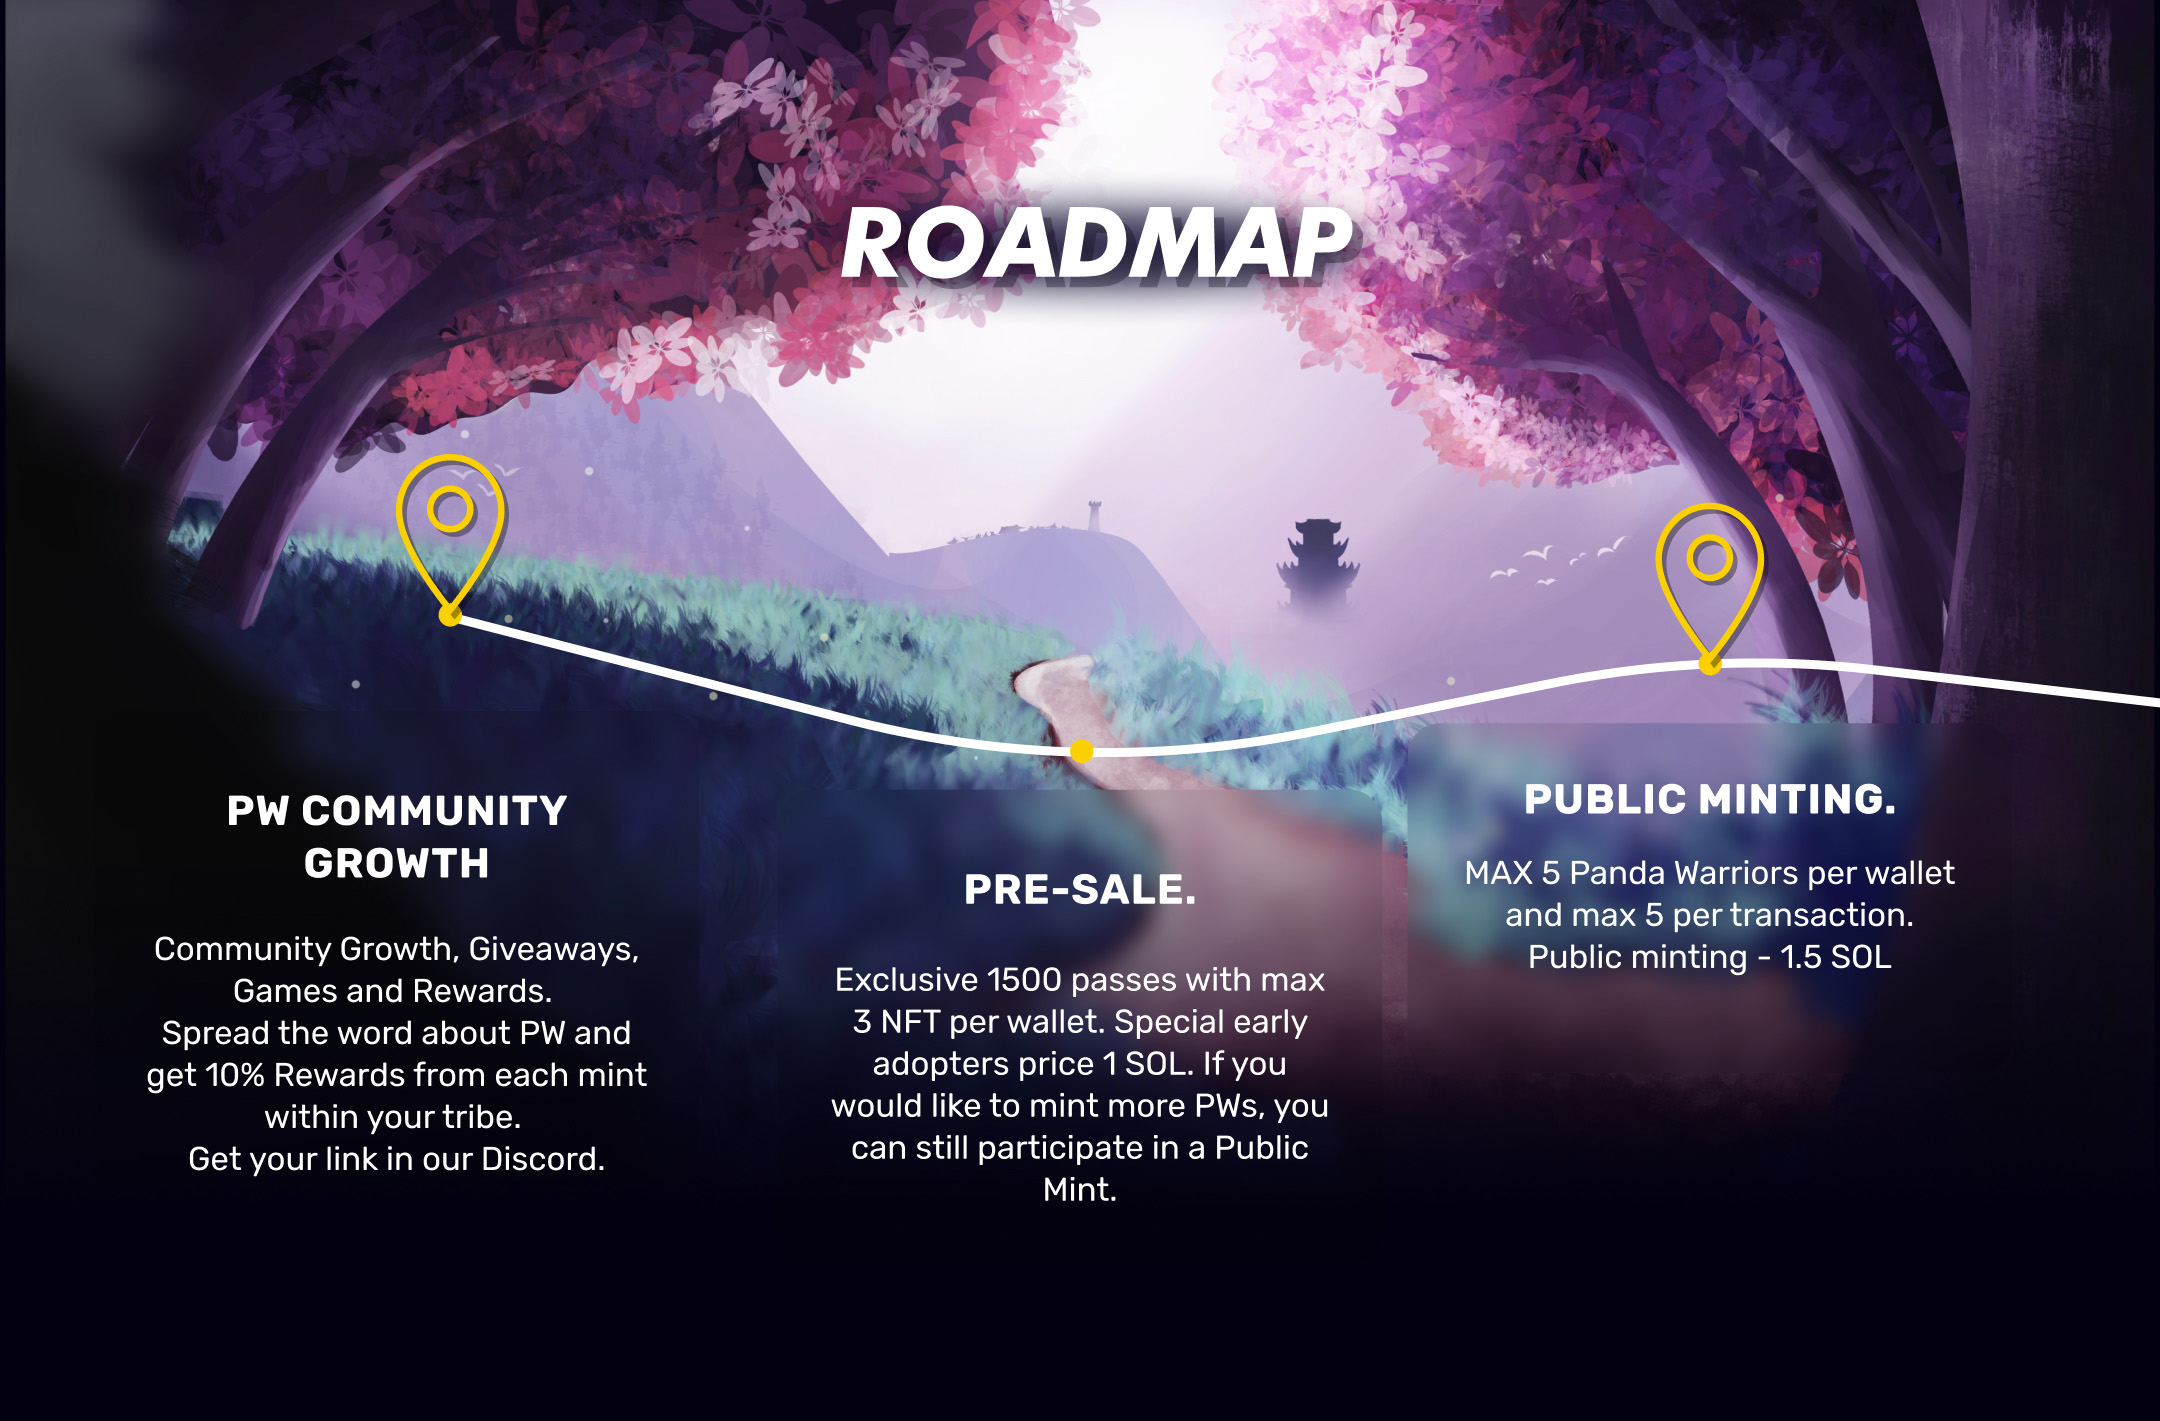 ROADMAP
PW COMMUNITY
GROWTH
Community Growth, Giveaways,
Games and Rewards.
Spread the word about PW and
get 10% Rewards from each mint
within your tribe.
Get your link in our Discord.
PRE-SALE.
Exclusive 1500 passes with max
3 NFT per wallet. Special early
adopters price 1 SOL. If you
would like to mint more PWs, you
can still participate in a Public
Mint.
PUBLIC MINTING.
MAX 5 Panda Warriors per wallet
and max 5 per transaction.
Public minting - 1.5 SOL